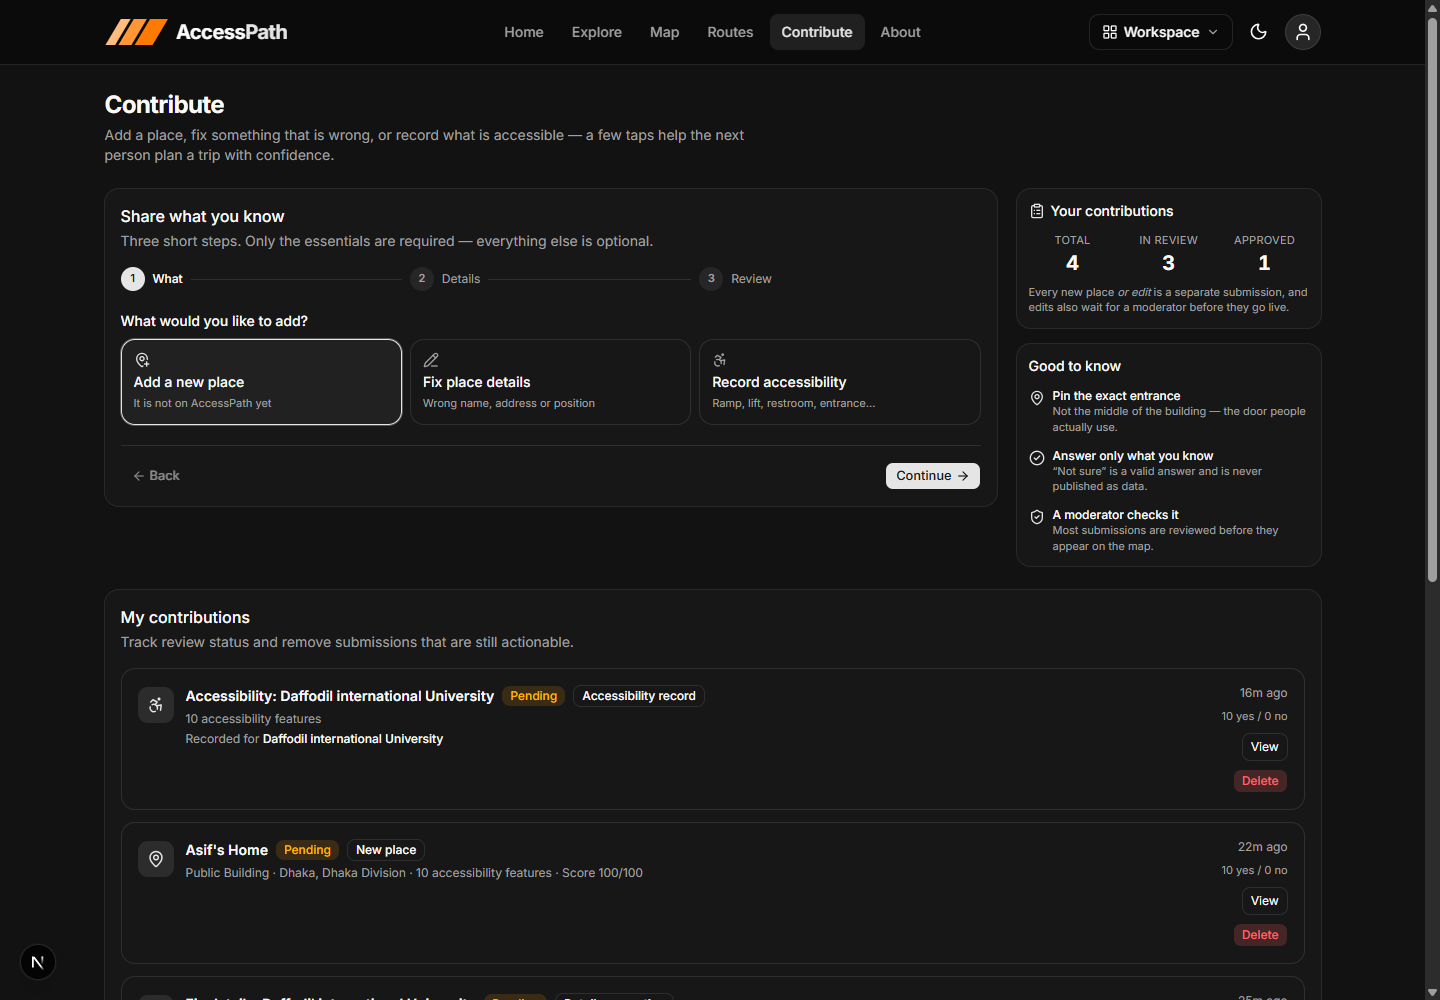 AccessPath
Home
Explore
Map
Routes
Contribute
About
Workspace
Contribute
Add a place, fix something that is wrong, or record what is accessible — a few taps help the next
person plan a trip with confidence.
Share what you know
Three short steps. Only the essentials are required — everything else is optional.
1 What
2 Details
3 Review
What would you like to add?
Add a new place
It is not on AccessPath yet
Fix place details
Wrong name, address or position
Record accessibility
Ramp, lift, restroom, entrance...
← Back
Continue →
Your contributions
TOTAL
4
IN REVIEW
3
APPROVED
1
Every new place or edit is a separate submission, and
edits also wait for a moderator before they go live.
Good to know
Pin the exact entrance
Not the middle of the building — the door people
actually use.
Answer only what you know
“Not sure” is a valid answer and is never
published as data.
A moderator checks it
Most submissions are reviewed before they
appear on the map.
My contributions
Track review status and remove submissions that are still actionable.
Accessibility: Daffodil international University
Pending
Accessibility record
10 accessibility features
Recorded for Daffodil international University
16m ago
10 yes / 0 no
View
Delete
Asif's Home
Pending
New place
Public Building · Dhaka, Dhaka Division · 10 accessibility features · Score 100/100
22m ago
10 yes / 0 no
View
Delete
N